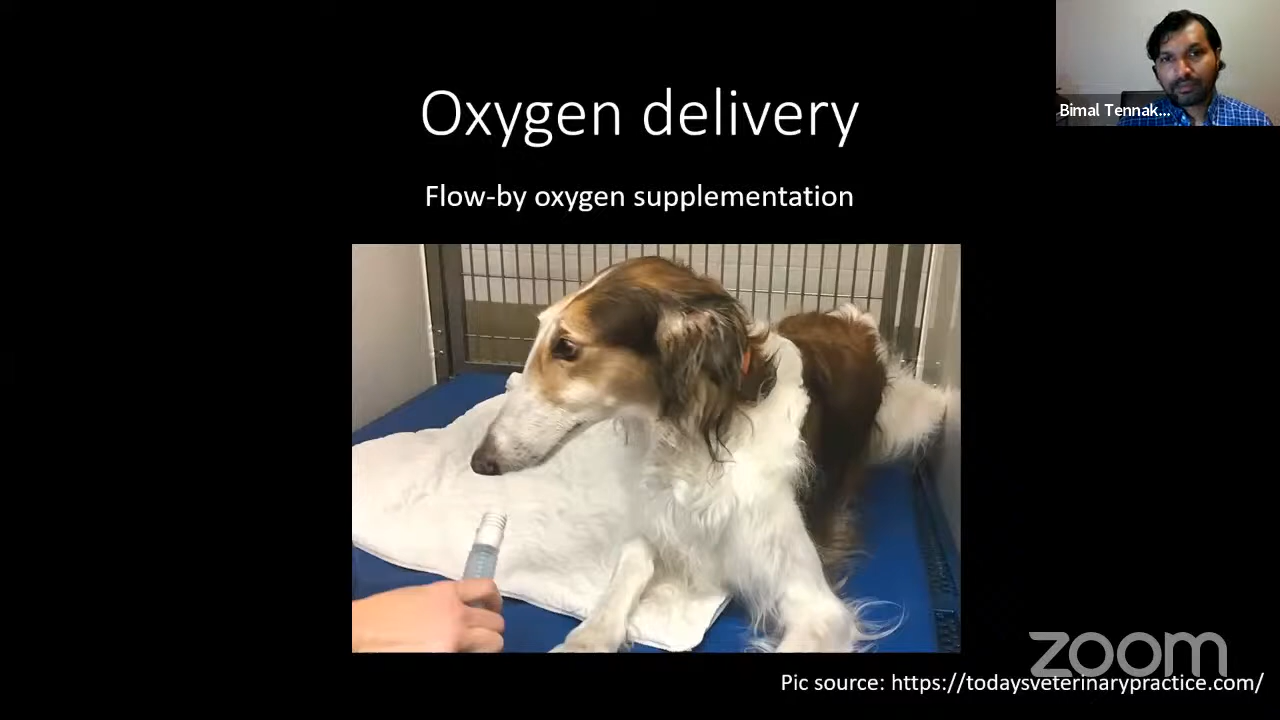 Oxygen delivery
Bimal Tennak...
Flow-by oxygen supplementation
zoom
Pic source: https://todaysveterinarypractice.com/